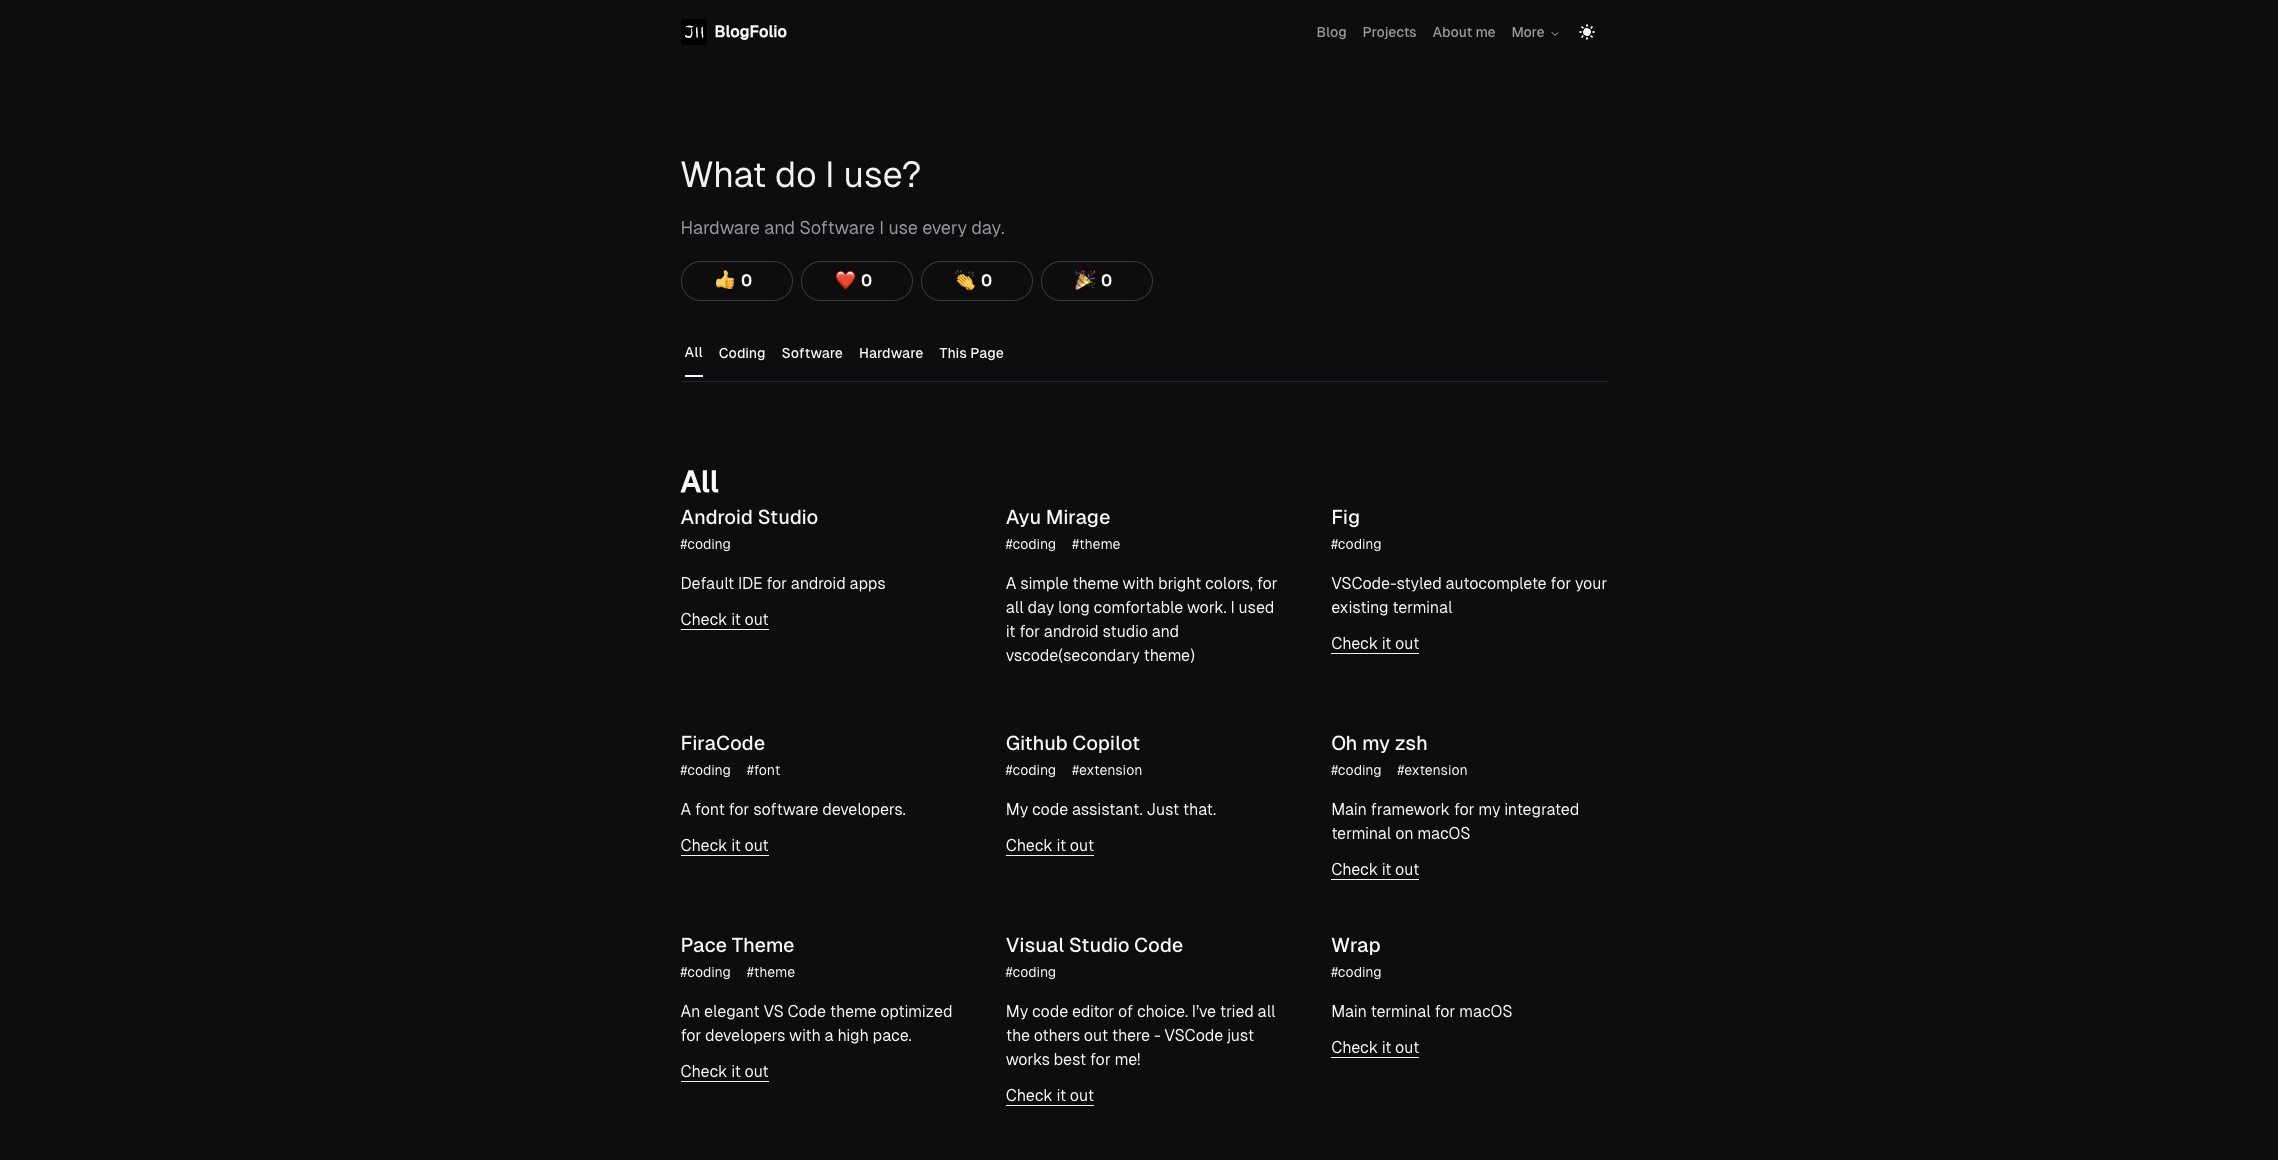 BlogFolio
Blog Projects About me More
What do I use?
Hardware and Software I use every day.
👍 0 ❤️ 0 👏 0 🎉 0
All Coding Software Hardware This Page
All
Android Studio
#coding
Default IDE for android apps
Check it out
Ayu Mirage
#coding #theme
A simple theme with bright colors, for
all day long comfortable work. I used
it for android studio and
vscode(secondary theme)
Fig
#coding
VSCode-styled autocomplete for your
existing terminal
Check it out
FiraCode
#coding #font
A font for software developers.
Check it out
Github Copilot
#coding #extension
My code assistant. Just that.
Check it out
Oh my zsh
#coding #extension
Main framework for my integrated
terminal on macOS
Check it out
Pace Theme
#coding #theme
An elegant VS Code theme optimized
for developers with a high pace.
Check it out
Visual Studio Code
#coding
My code editor of choice. I've tried all
the others out there - VSCode just
works best for me!
Check it out
Wrap
#coding
Main terminal for macOS
Check it out